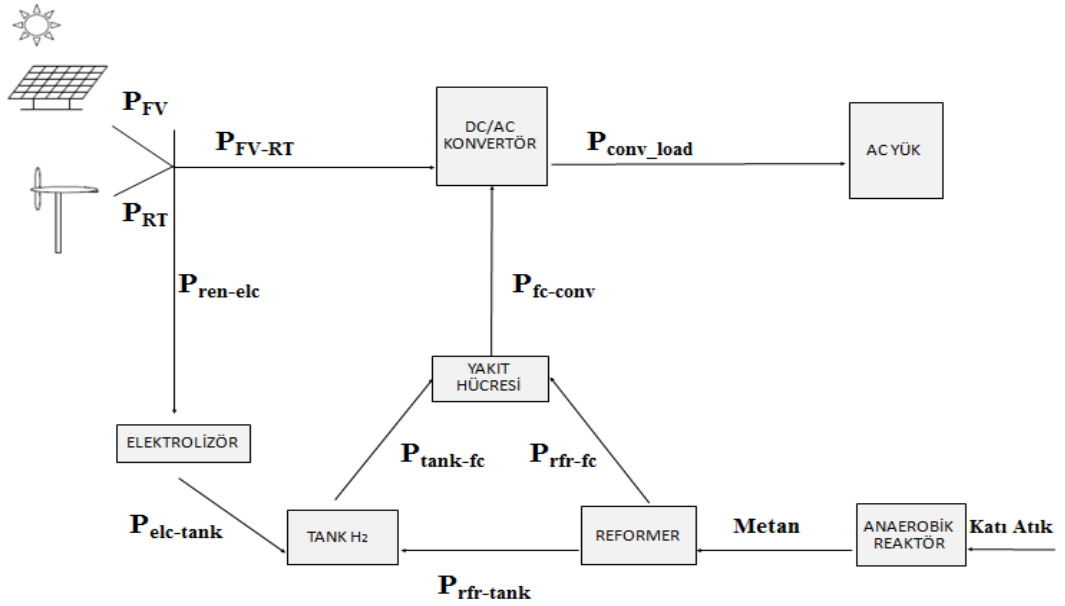 P_FV
P_FV-RT
P_RT
DC/AC
KONVERTÖR
P_conv_load
AC YÜK
P_ren-elc
P_fc-conv
YAKIT
HÜCRESİ
ELEKTROLİZÖR
P_tank-fc
P_rfr-fc
P_elc-tank
TANK H₂
REFORMER
Metan
ANAEROBİK
REAKTÖR
Katı Atık
P_rfr-tank